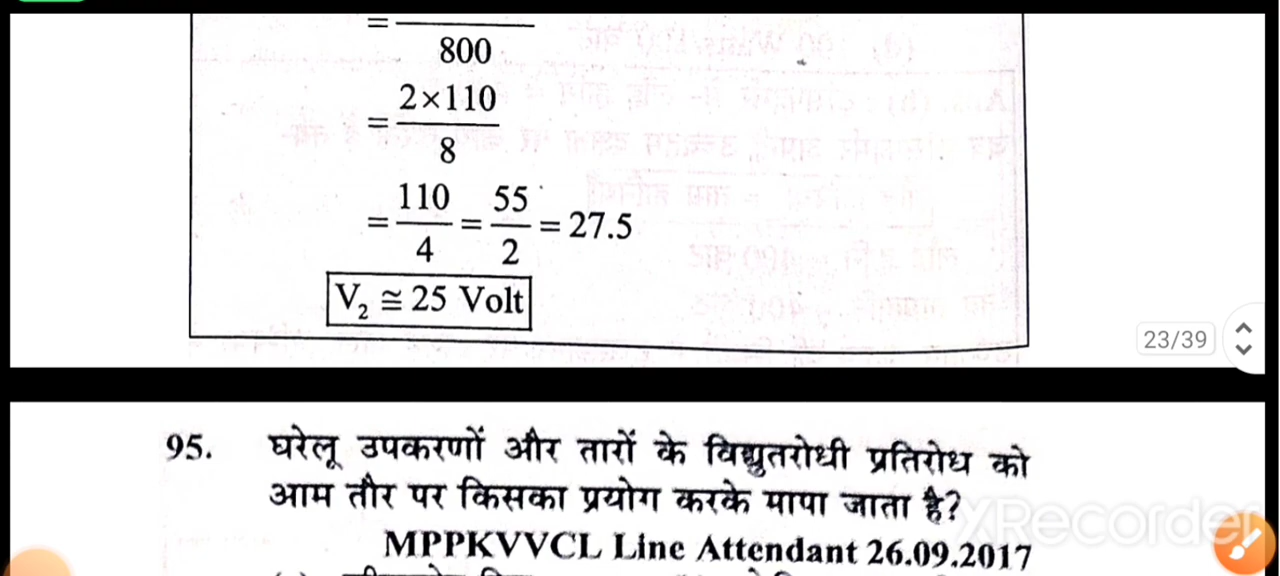 =
800
= 2×110
8
= 110/4 = 55/2 = 27.5
V₂ ≅ 25 Volt
23/39
95. घरेलू उपकरणों और तारों के विद्युतरोधी प्रतिरोध को
आम तौर पर किसका प्रयोग करके मापा जाता है?
XRecorder
MPPKVVCL Line Attendant 26.09.2017